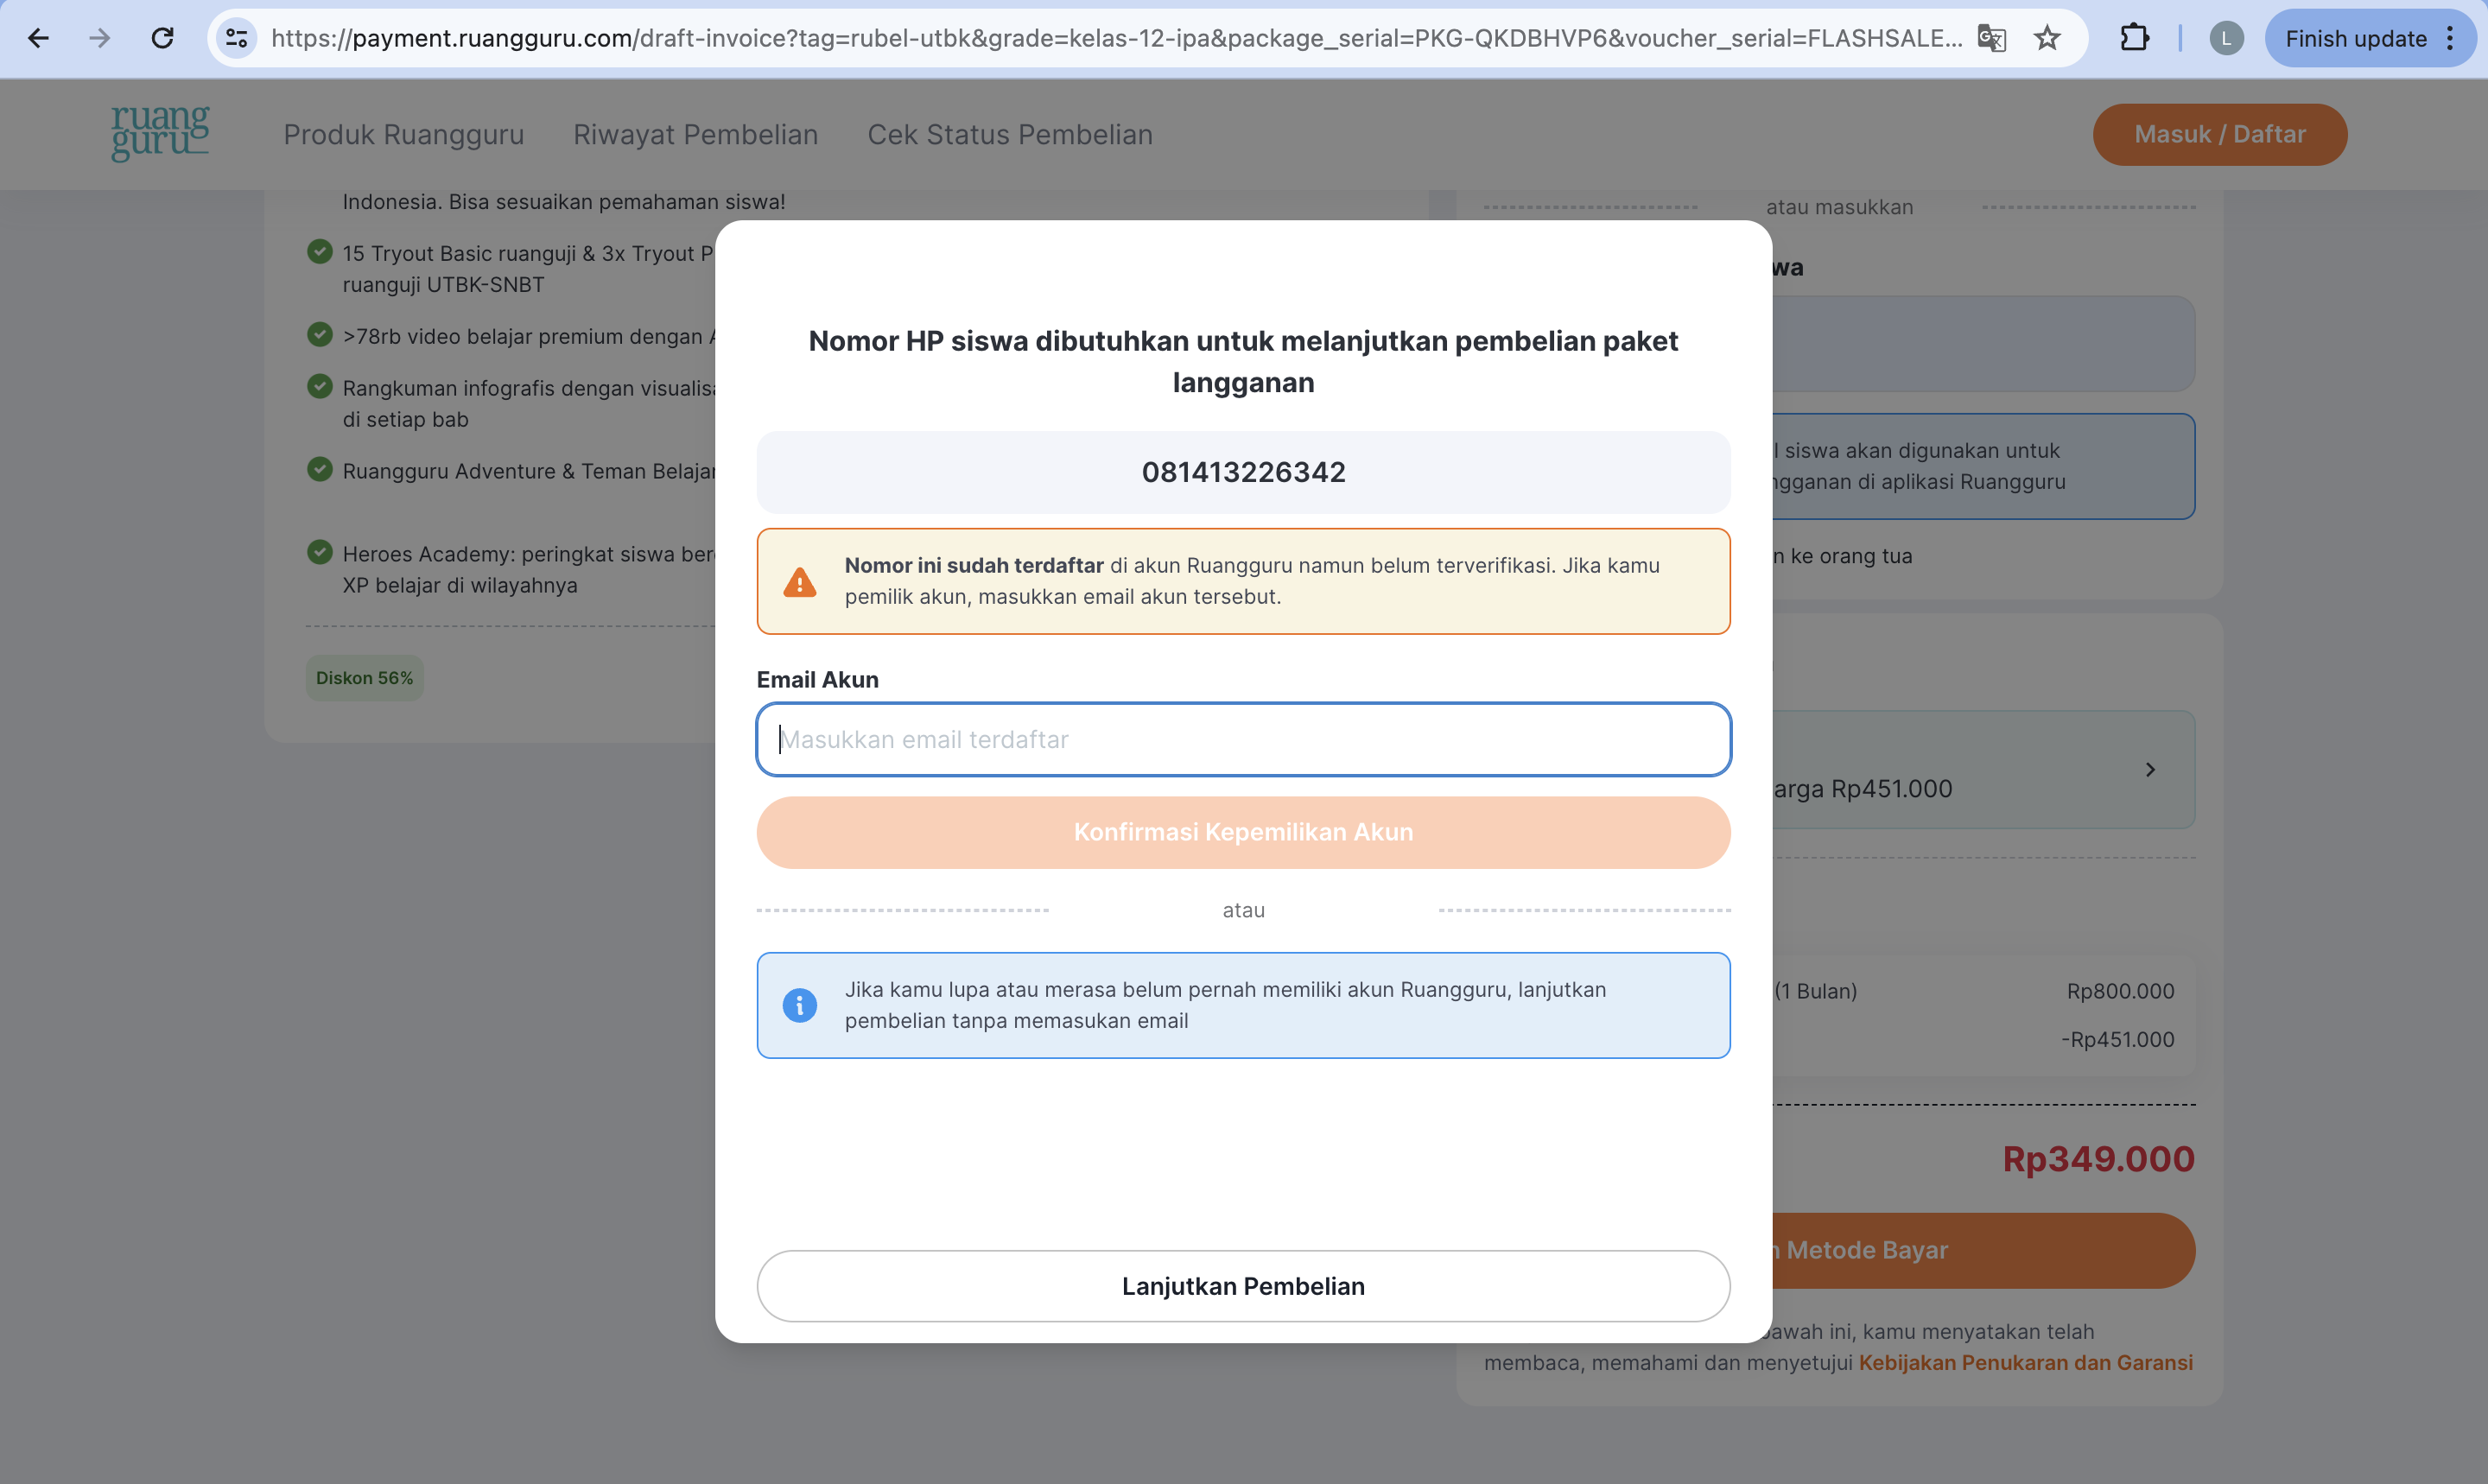 https://payment.ruangguru.com/draft-invoice?tag=rubel-utbk&grade=kelas-12-ipa&package_serial=PKG-QKDBHVP6&voucher_serial=FLASHSALE...
L
Finish update
ruang
guru
Produk Ruangguru
Riwayat Pembelian
Cek Status Pembelian
Masuk / Daftar
Indonesia. Bisa sesuaikan pemahaman siswa!
15 Tryout Basic ruanguji & 3x Tryout P
ruanguji UTBK-SNBT
>78rb video belajar premium dengan A
Rangkuman infografis dengan visualisa
di setiap bab
Ruangguru Adventure & Teman Belajar
Heroes Academy: peringkat siswa ber
XP belajar di wilayahnya
Diskon 56%
Nomor HP siswa dibutuhkan untuk melanjutkan pembelian paket
langganan
081413226342
Nomor ini sudah terdaftar di akun Ruangguru namun belum terverifikasi. Jika kamu
pemilik akun, masukkan email akun tersebut.
Email Akun
Masukkan email terdaftar
Konfirmasi Kepemilikan Akun
atau
Jika kamu lupa atau merasa belum pernah memiliki akun Ruangguru, lanjutkan
pembelian tanpa memasukan email
Lanjutkan Pembelian
atau masukkan
wa
siswa akan digunakan untuk
ngganan di aplikasi Ruangguru
n ke orang tua
arga Rp451.000
(1 Bulan)
Rp800.000
-Rp451.000
Rp349.000
Metode Bayar
bawah ini, kamu menyatakan telah
membaca, memahami dan menyetujui Kebijakan Penukaran dan Garansi